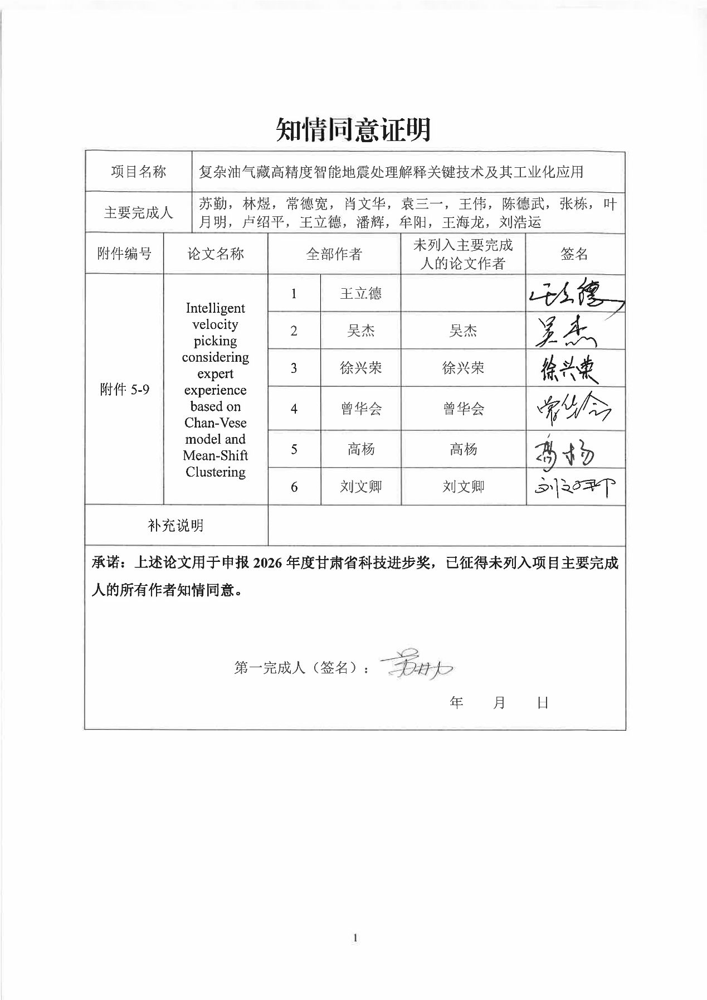 知情同意证明
项目名称
复杂油气藏高精度智能地震处理解释关键技术及其工业化应用
主要完成人
苏勤，林煜，常德宽，肖文华，袁三一，王伟，陈德武，张栋，叶
月明，卢绍平，王立德，潘辉，牟阳，王海龙，刘浩运
附件编号
论文名称
全部作者
未列入主要完成
人的论文作者
签名
附件 5-9
Intelligent
velocity
picking
considering
expert
experience
based on
Chan-Vese
model and
Mean-Shift
Clustering
1 王立德 王立德
2 吴杰 吴杰 吴杰
3 徐兴荣 徐兴荣 徐兴荣
4 曾华会 曾华会 曾华会
5 高杨 高杨 高杨
6 刘文卿 刘文卿 刘文卿
补充说明
承诺：上述论文用于申报 2026 年度甘肃省科技进步奖，已征得未列入项目主要完成
人的所有作者知情同意。
第一完成人（签名）：苏勤
年 月 日
1